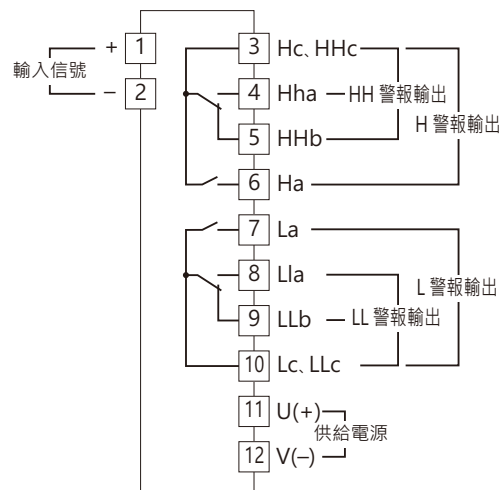 輸入信號
+ 1
– 2
3 Hc、HHc
4 Hha HH 警報輸出
5 HHb
H 警報輸出
6 Ha
7 La
8 Lla
L 警報輸出
9 LLb LL 警報輸出
10 Lc、LLc
11 U(+)
供給電源
12 V(–)